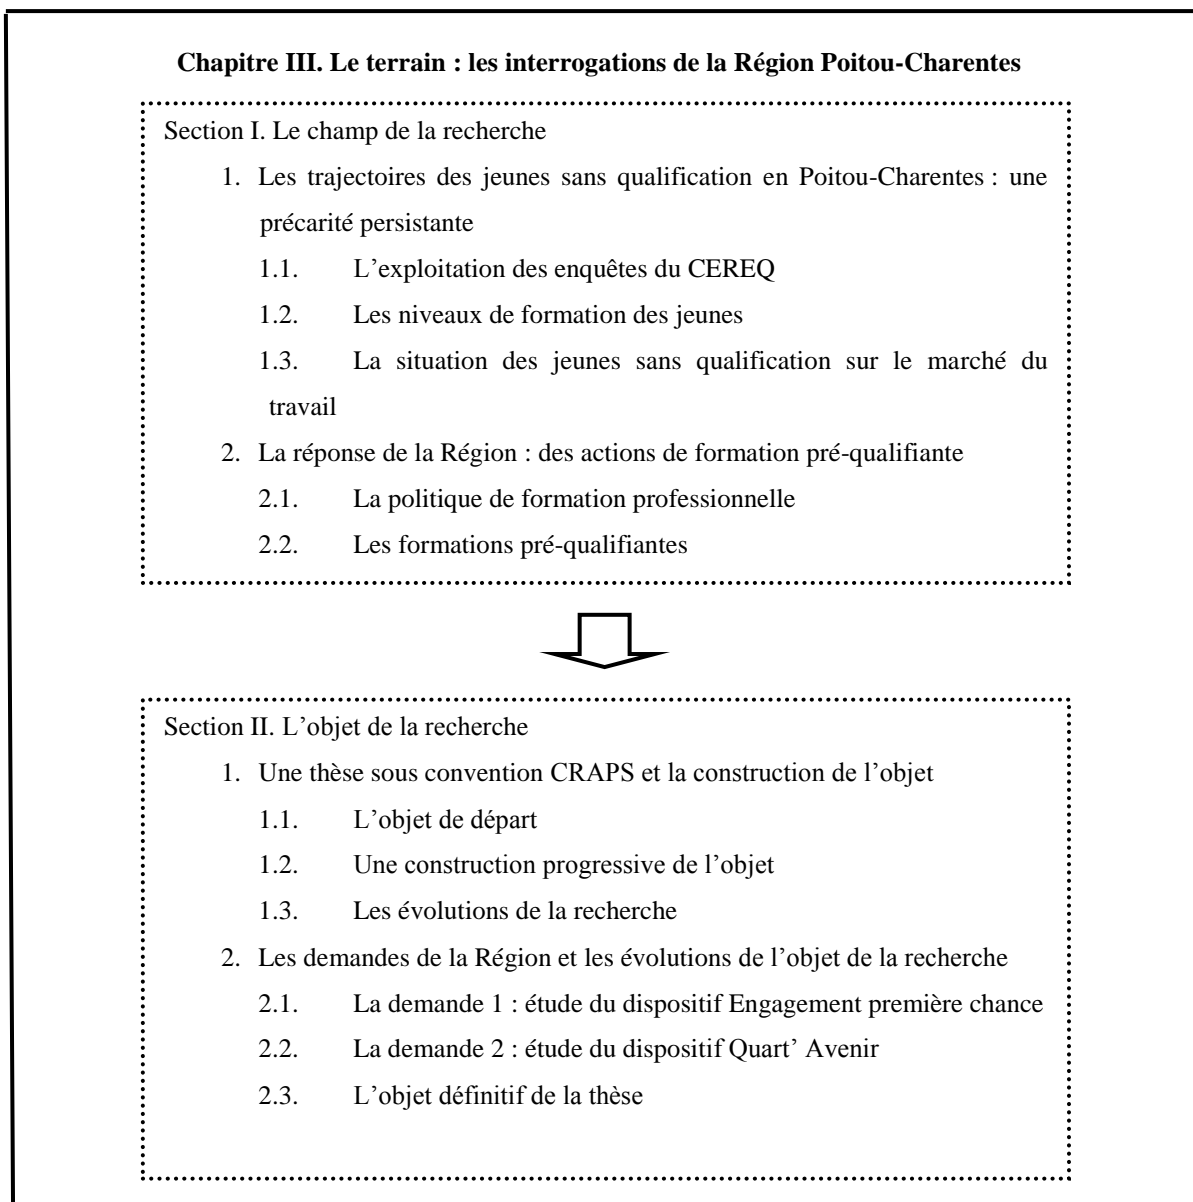 Chapitre III. Le terrain : les interrogations de la Région Poitou-Charentes
Section I. Le champ de la recherche
1. Les trajectoires des jeunes sans qualification en Poitou-Charentes : une
précarité persistante
1.1. L’exploitation des enquêtes du CEREQ
1.2. Les niveaux de formation des jeunes
1.3. La situation des jeunes sans qualification sur le marché du
travail
2. La réponse de la Région : des actions de formation pré-qualifiante
2.1. La politique de formation professionnelle
2.2. Les formations pré-qualifiantes
Section II. L’objet de la recherche
1. Une thèse sous convention CRAPS et la construction de l’objet
1.1. L’objet de départ
1.2. Une construction progressive de l’objet
1.3. Les évolutions de la recherche
2. Les demandes de la Région et les évolutions de l’objet de la recherche
2.1. La demande 1 : étude du dispositif Engagement première chance
2.2. La demande 2 : étude du dispositif Quart’ Avenir
2.3. L’objet définitif de la thèse